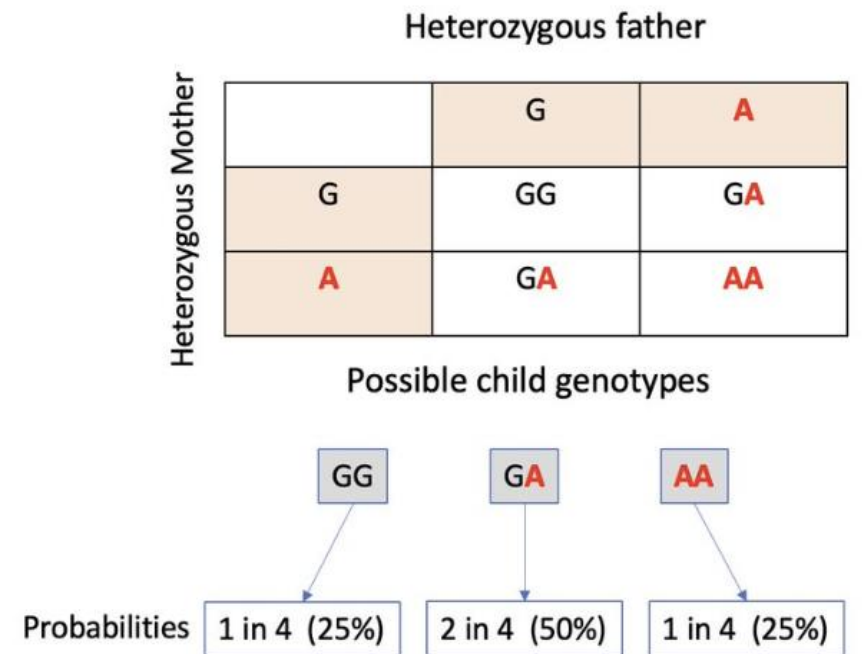 Heterozygous father
Heterozygous Mother
G A
G GG GA
A GA AA
Possible child genotypes
GG GA AA
Probabilities 1 in 4 (25%) 2 in 4 (50%) 1 in 4 (25%)